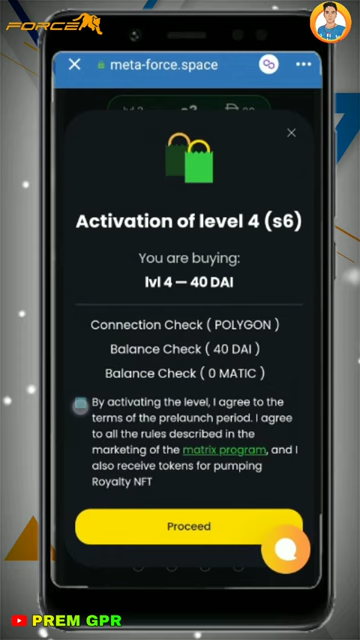 FORCE
meta-force.space
Activation of level 4 (s6)
You are buying:
lvl 4 — 40 DAI
Connection Check ( POLYGON )
Balance Check ( 40 DAI )
Balance Check ( 0 MATIC )
By activating the level, I agree to the
terms of the prelaunch period. I agree
to all the rules described in the
marketing of the matrix program, and I
also receive tokens for pumping
Royalty NFT
Proceed
PREM GPR